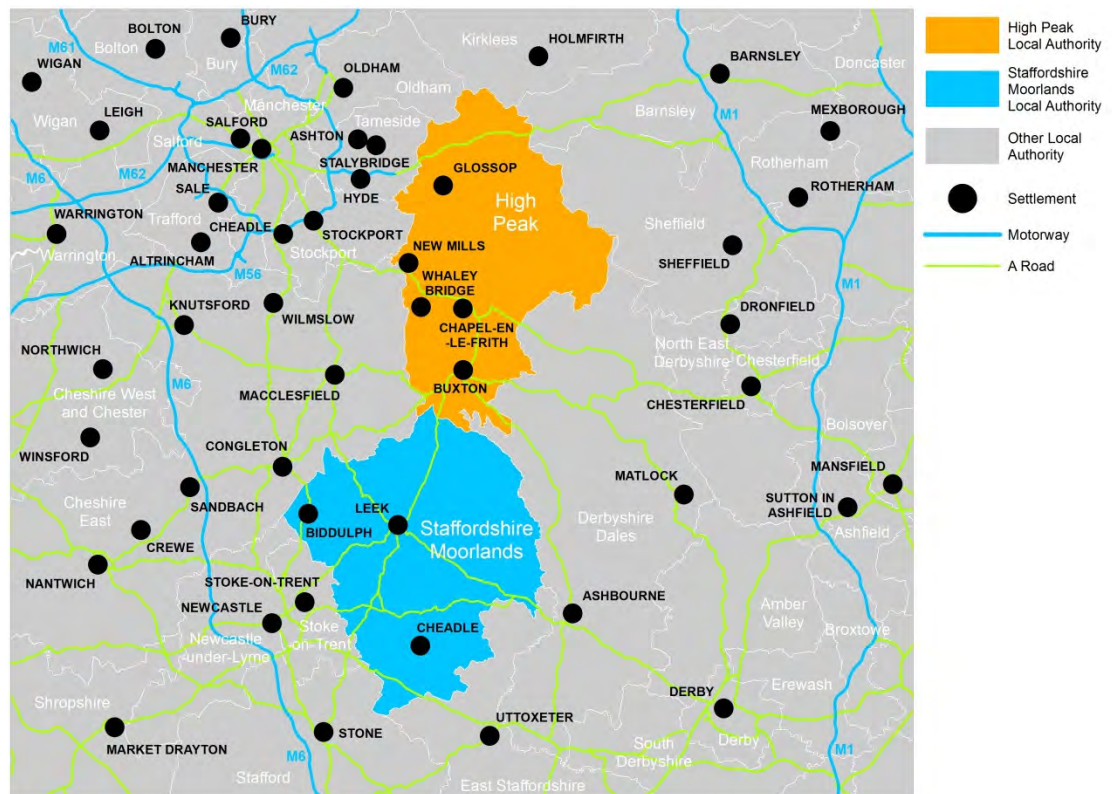 BURY
BOLTON
M61
Bolton
Kirklees
HOLMFIRTH
WIGAN
Bury
M62
OLDHAM
BARNSLEY
Doncaster
Oldham
Manchester
M1
MEXBOROUGH
LEIGH
Wigan
SALFORD
Tameside
Barnsley
Salford
ASHTON
STALYBRIDGE
Rotherham
M6
M62
MANCHESTER
GLOSSOP
SALE
HYDE
ROTHERHAM
WARRINGTON
Trafford
High
Peak
CHEADLE
STOCKPORT
Sheffield
Warrington
ALTRINCHAM
Stockport
NEW MILLS
SHEFFIELD
M56
WHALEY
BRIDGE
M1
KNUTSFORD
WILMSLOW
DRONFIELD
CHAPEL-EN
-LE-FRITH
NORTHWICH
North East
Derbyshire
Chesterfield
M6
BUXTON
Cheshire West
and Chester
MACCLESFIELD
CHESTERFIELD
Bolsover
WINSFORD
CONGLETON
MATLOCK
MANSFIELD
Cheshire
East
SANDBACH
LEEK
SUTTON IN
ASHFIELD
BIDDULPH
Staffordshire
Moorlands
Derbyshire
Dales
Ashfield
CREWE
NANTWICH
STOKE-ON-TRENT
NEWCASTLE
ASHBOURNE
Amber
Valley
Stoke
-on-Trent
CHEADLE
Newcastle
-under-Lyme
Broxtowe
Erewash
Shropshire
DERBY
UTTOXETER
STONE
Derby
MARKET DRAYTON
M6
South
Derbyshire
M1
Stafford
East Staffordshire
High Peak
Local Authority
Staffordshire
Moorlands
Local Authority
Other Local
Authority
Settlement
Motorway
A Road